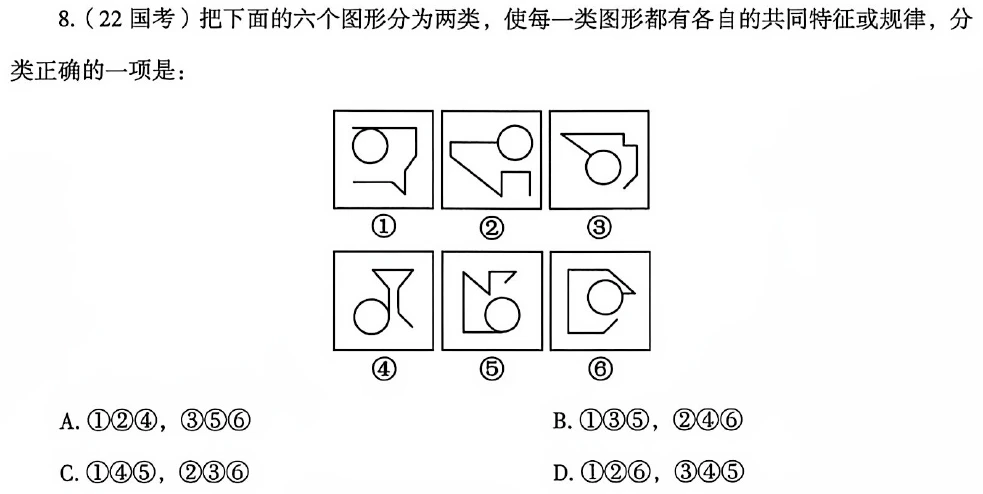 8.(22 国考)把下面的六个图形分为两类，使每一类图形都有各自的共同特征或规律，分
类正确的一项是：
① ② ③
④ ⑤ ⑥
A. ①②④，③⑤⑥ B. ①③⑤，②④⑥
C. ①④⑤，②③⑥ D. ①②⑥，③④⑤